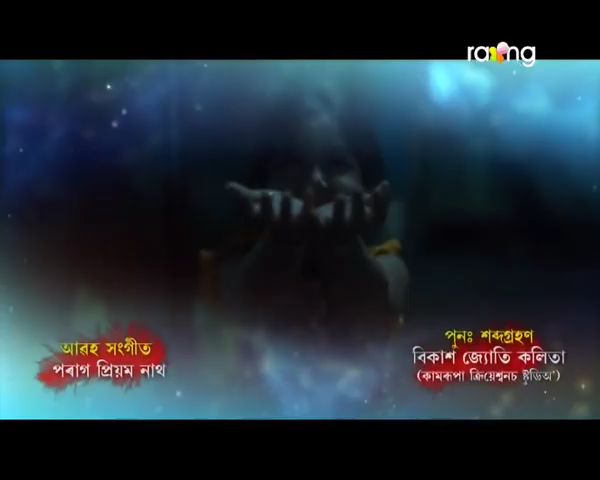 rang
আৱহ সংগীত
পৰাগ প্ৰিয়ম নাথ
পুনঃ শব্দগ্ৰহণ
বিকাশ জ্যোতি কলিতা
(কামৰূপা ক্ৰিয়েশ্বনচ ষ্টুডিঅ')